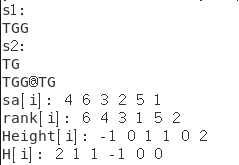 s1:
TGG
s2:
TG
TGG@TG
sa[i]: 4 6 3 2 5 1
rank[i]: 6 4 3 1 5 2
Height[i]: -1 0 1 1 0 2
H[i]: 2 1 1 -1 0 0